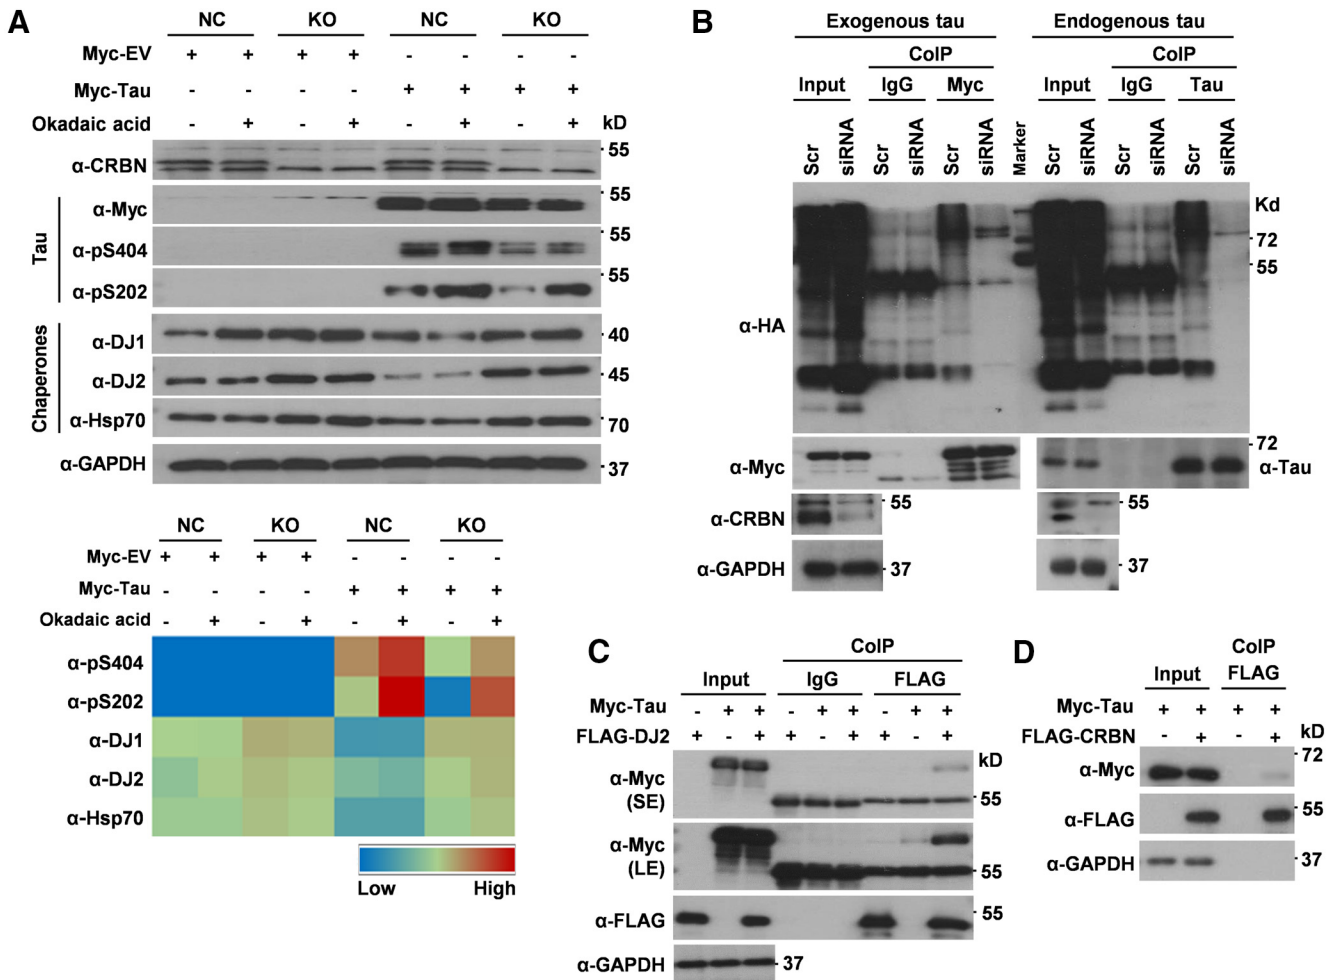 A
NC KO NC KO
Myc-EV + + + + - - - -
Myc-Tau - - - - + + + +
Okadaic acid - + - + - + - + kD
α-CRBN 55
Tau
α-Myc 55
α-pS404 55
α-pS202 55
Chaperones
α-DJ1 40
α-DJ2 45
α-Hsp70 70
α-GAPDH 37
NC KO NC KO
Myc-EV + + + + - - - -
Myc-Tau - - - - + + + +
Okadaic acid - + - + - + - +
α-pS404
α-pS202
α-DJ1
α-DJ2
α-Hsp70
Low High
B
Exogenous tau Endogenous tau
CoIP CoIP
Input IgG Myc Input IgG Tau
Scr siRNA Scr siRNA Scr siRNA Marker Scr siRNA Scr siRNA Scr siRNA
Kd
72
55
α-HA
72
α-Myc α-Tau
α-CRBN 55 55
α-GAPDH 37 37
C
CoIP
Input IgG FLAG
Myc-Tau - + + - + + - + +
FLAG-DJ2 + - + + - + + - +
kD
α-Myc
(SE) 55
α-Myc
(LE) 55
α-FLAG 55
α-GAPDH 37
D
CoIP
Input FLAG
Myc-Tau + + + +
FLAG-CRBN - + - + kD
α-Myc 72
α-FLAG 55
α-GAPDH 37